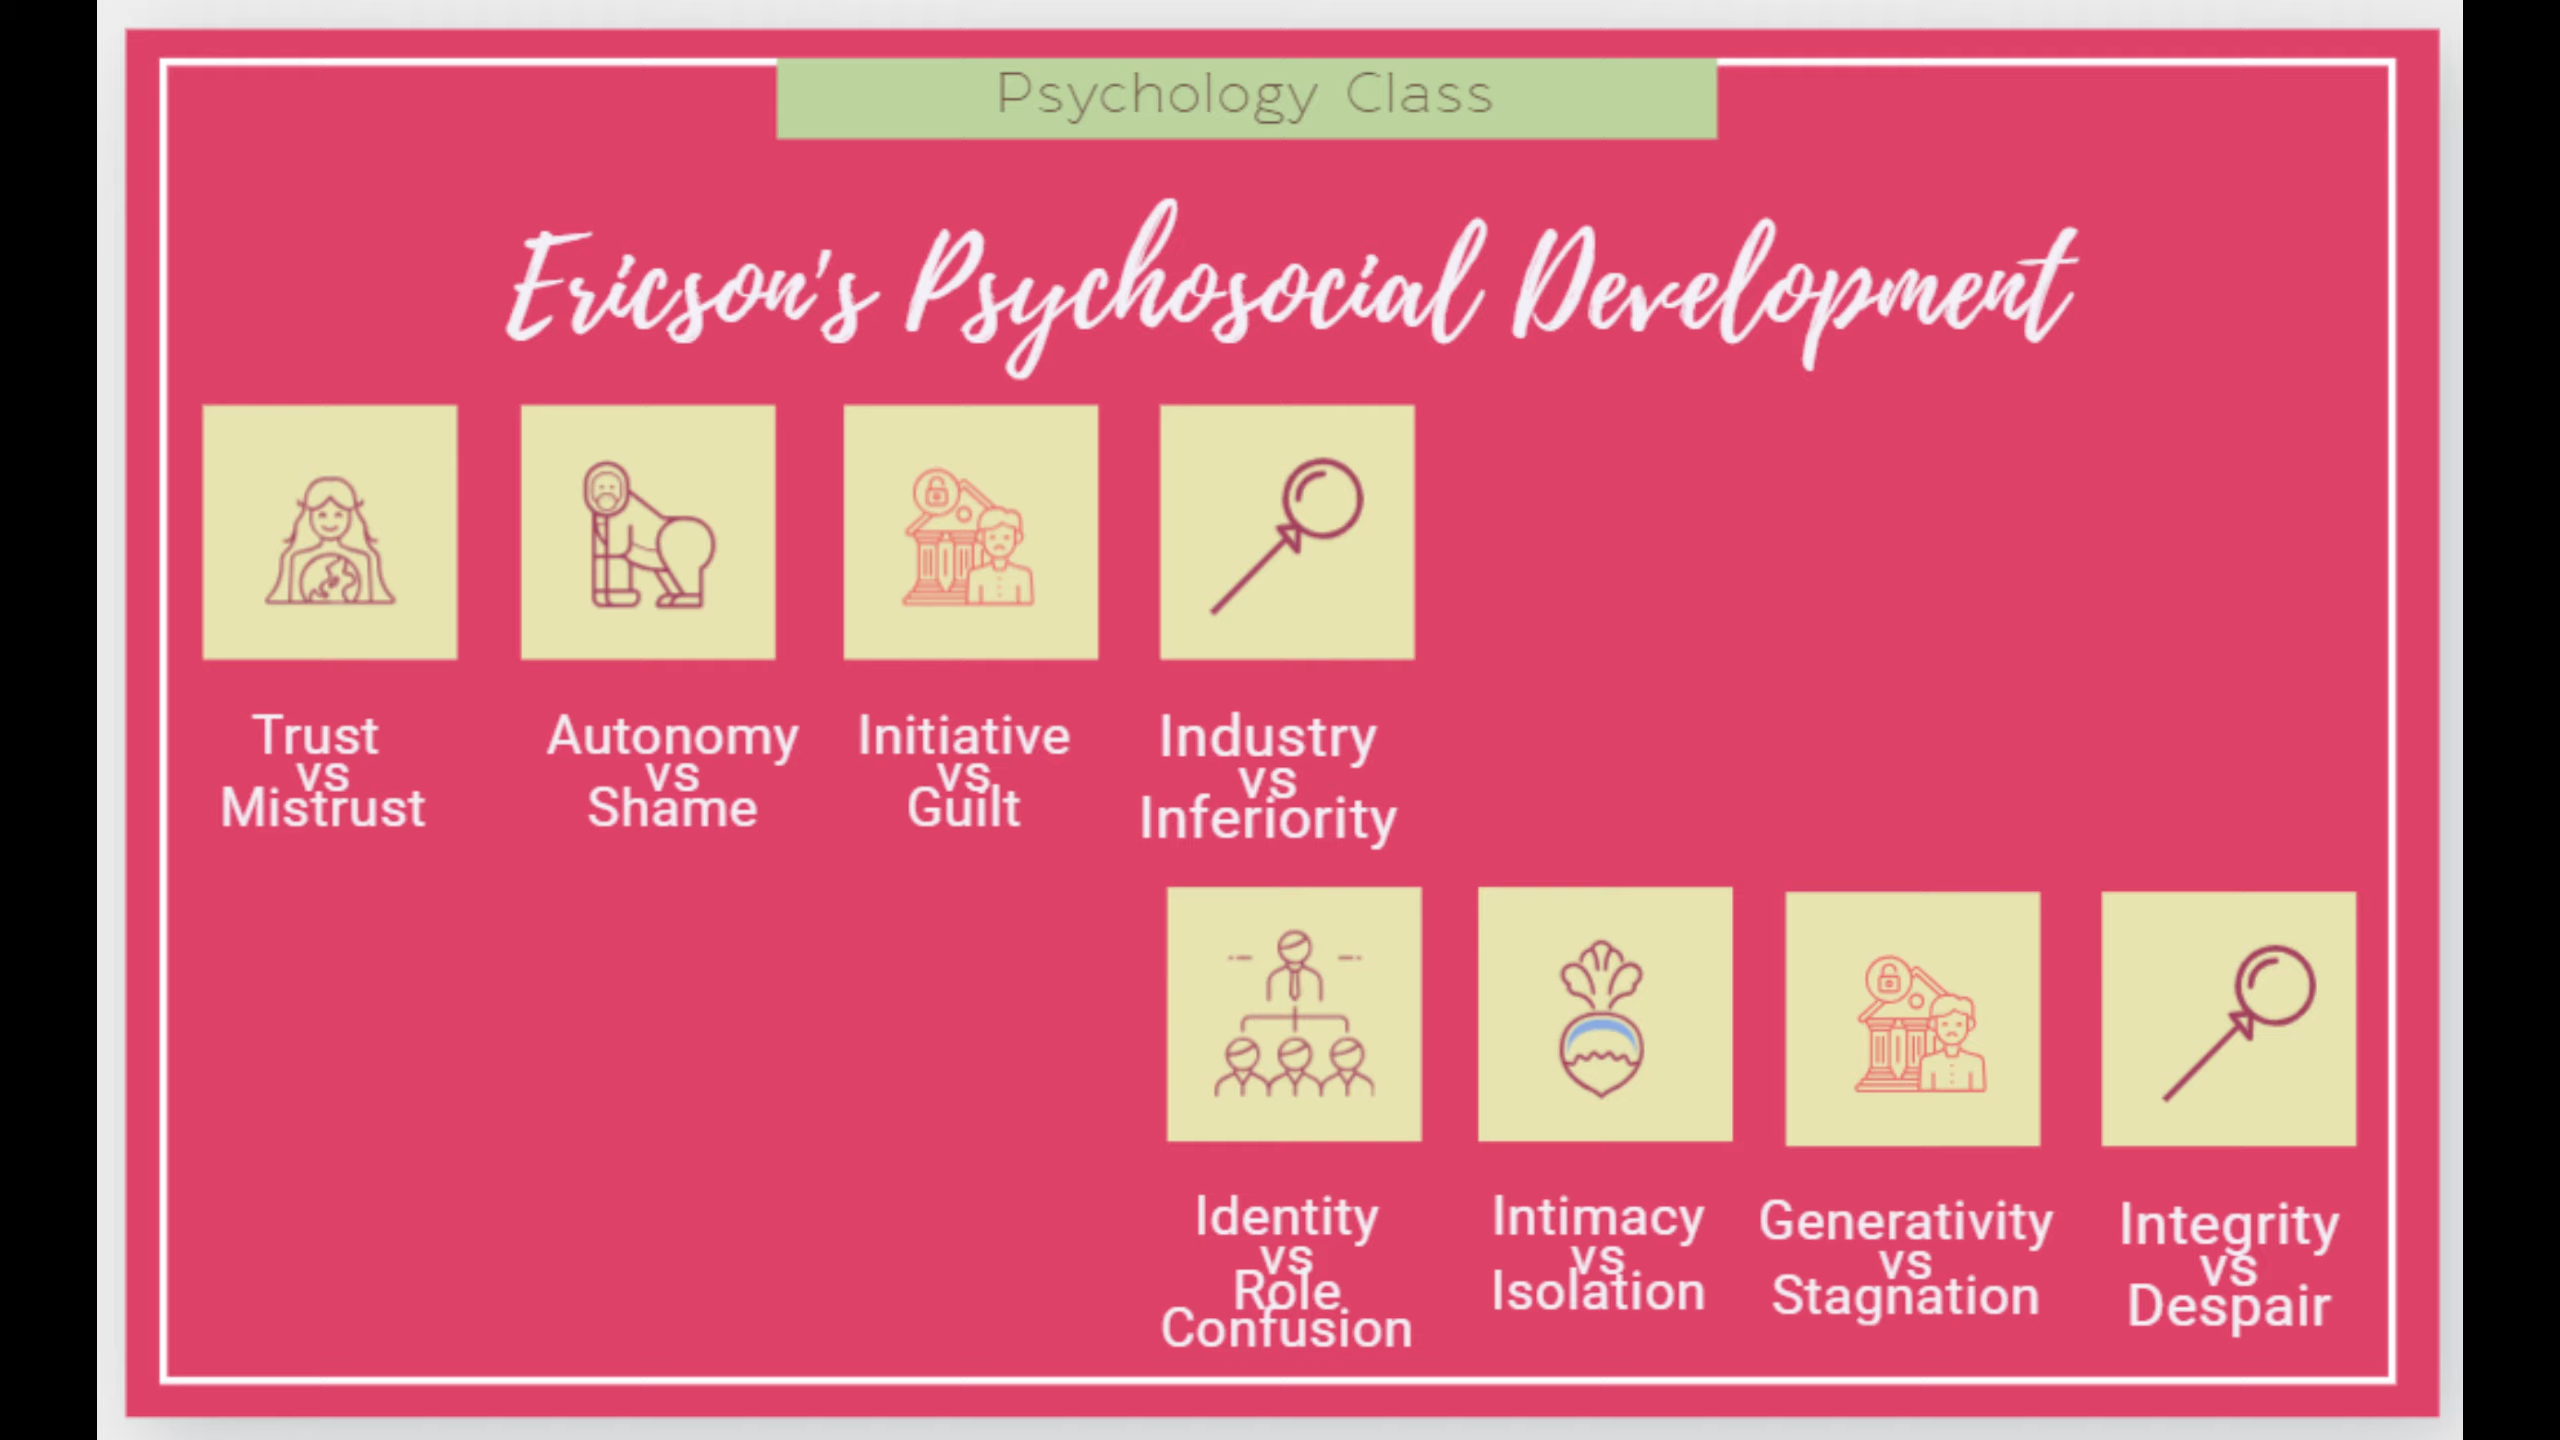 Psychology Class
Ericson's Psychosocial Development
Trust
vs
Mistrust
Autonomy
vs
Shame
Initiative
vs
Guilt
Industry
vs
Inferiority
Identity
vs
Role
Confusion
Intimacy
vs
Isolation
Generativity
vs
Stagnation
Integrity
vs
Despair